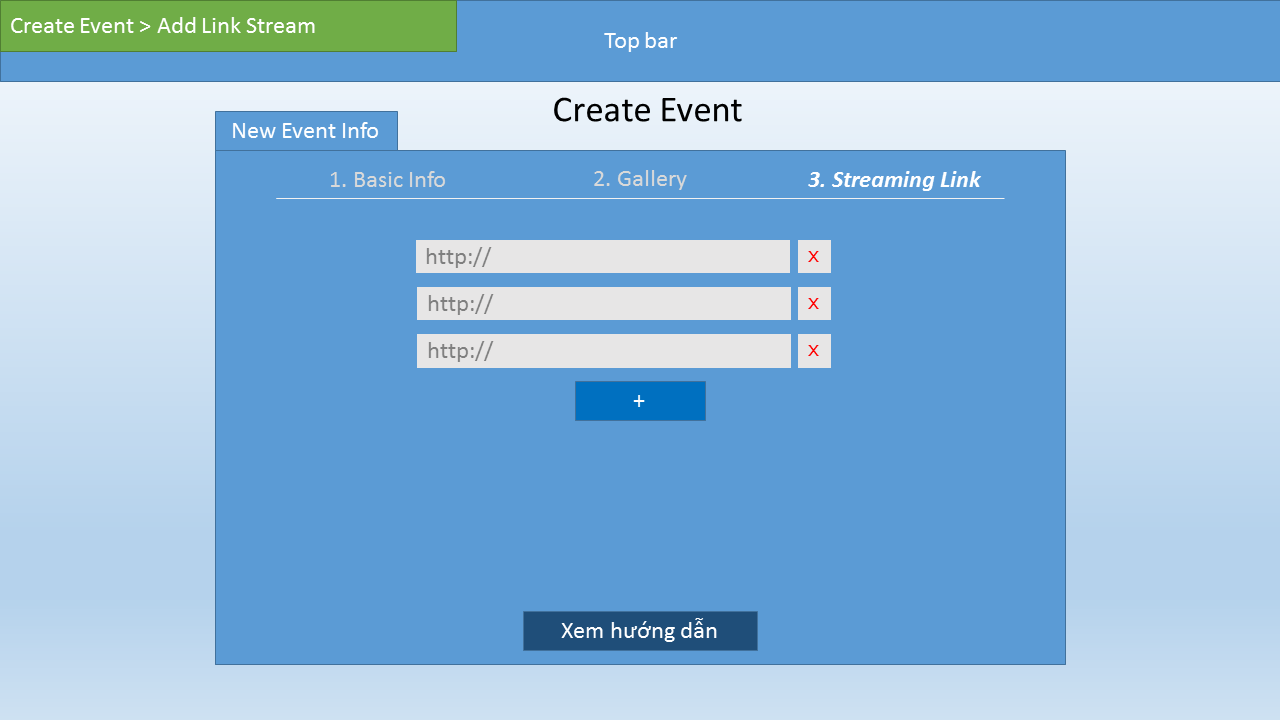 Create Event > Add Link Stream
Top bar
Create Event
New Event Info
1. Basic Info
2. Gallery
3. Streaming Link
http://
x
http://
x
http://
x
+
Xem hướng dẫn